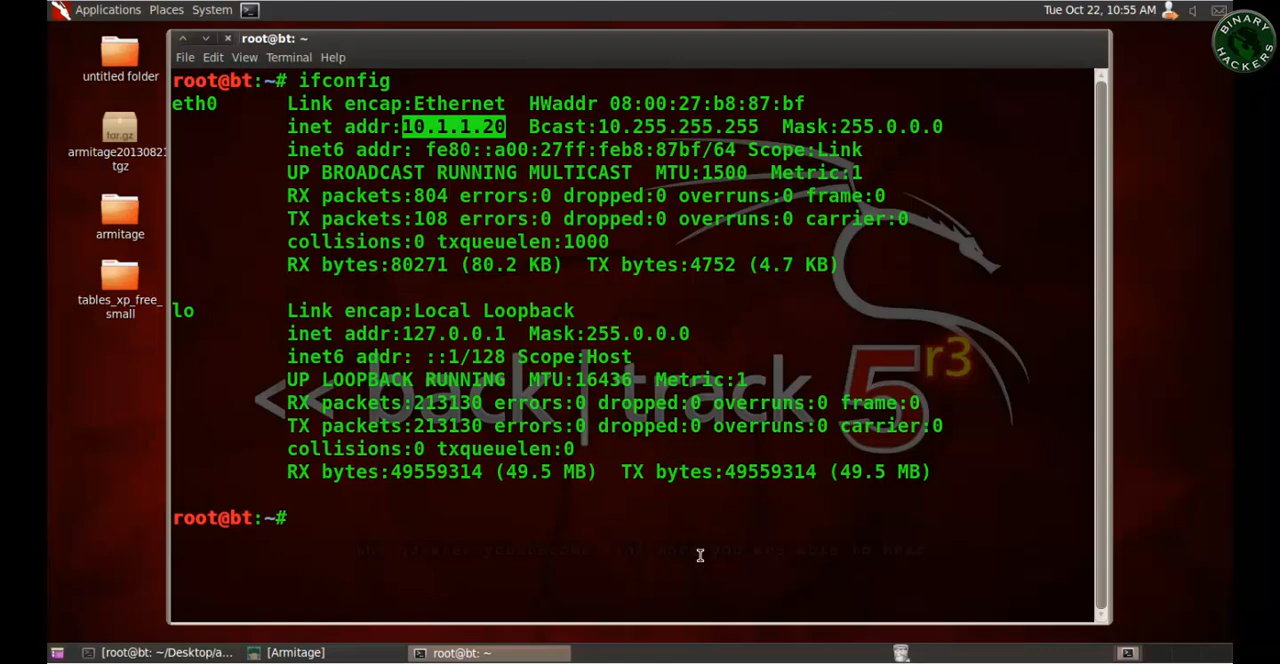 Applications Places System
Tue Oct 22, 10:55 AM
BINARY HACKERS
untitled folder
tar.gz
armitage20130821
tgz
armitage
tables_xp_free_
small
root@bt: ~
File Edit View Terminal Help
root@bt:~# ifconfig
eth0 Link encap:Ethernet HWaddr 08:00:27:b8:87:bf
inet addr:10.1.1.20 Bcast:10.255.255.255 Mask:255.0.0.0
inet6 addr: fe80::a00:27ff:feb8:87bf/64 Scope:Link
UP BROADCAST RUNNING MULTICAST MTU:1500 Metric:1
RX packets:804 errors:0 dropped:0 overruns:0 frame:0
TX packets:108 errors:0 dropped:0 overruns:0 carrier:0
collisions:0 txqueuelen:1000
RX bytes:80271 (80.2 KB) TX bytes:4752 (4.7 KB)
lo Link encap:Local Loopback
inet addr:127.0.0.1 Mask:255.0.0.0
inet6 addr: ::1/128 Scope:Host
UP LOOPBACK RUNNING MTU:16436 Metric:1
RX packets:213130 errors:0 dropped:0 overruns:0 frame:0
TX packets:213130 errors:0 dropped:0 overruns:0 carrier:0
collisions:0 txqueuelen:0
RX bytes:49559314 (49.5 MB) TX bytes:49559314 (49.5 MB)
root@bt:~#
<< back | track 5 r3
[root@bt: ~/Desktop/a... [Armitage] root@bt: ~